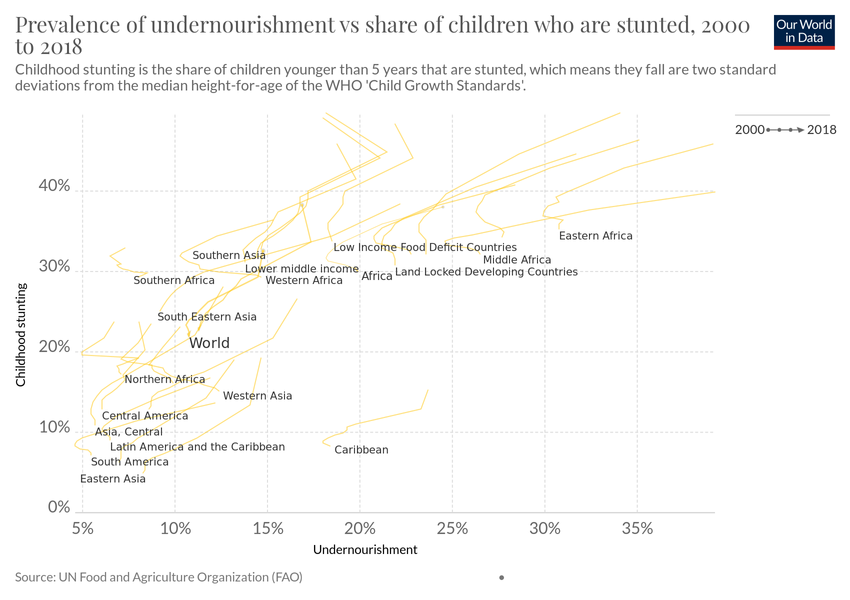 Prevalence of undernourishment vs share of children who are stunted, 2000
to 2018
Our World
in Data
Childhood stunting is the share of children younger than 5 years that are stunted, which means they fall are two standard
deviations from the median height-for-age of the WHO 'Child Growth Standards'.
2000 2018
40%
30%
20%
10%
0%
Childhood stunting
Eastern Africa
Low Income Food Deficit Countries
Southern Asia
Middle Africa
Lower middle income
Land Locked Developing Countries
Africa
Southern Africa
Western Africa
South Eastern Asia
World
Northern Africa
Western Asia
Central America
Asia, Central
Latin America and the Caribbean
Caribbean
South America
Eastern Asia
5%
10%
15%
20%
25%
30%
35%
Undernourishment
Source: UN Food and Agriculture Organization (FAO)